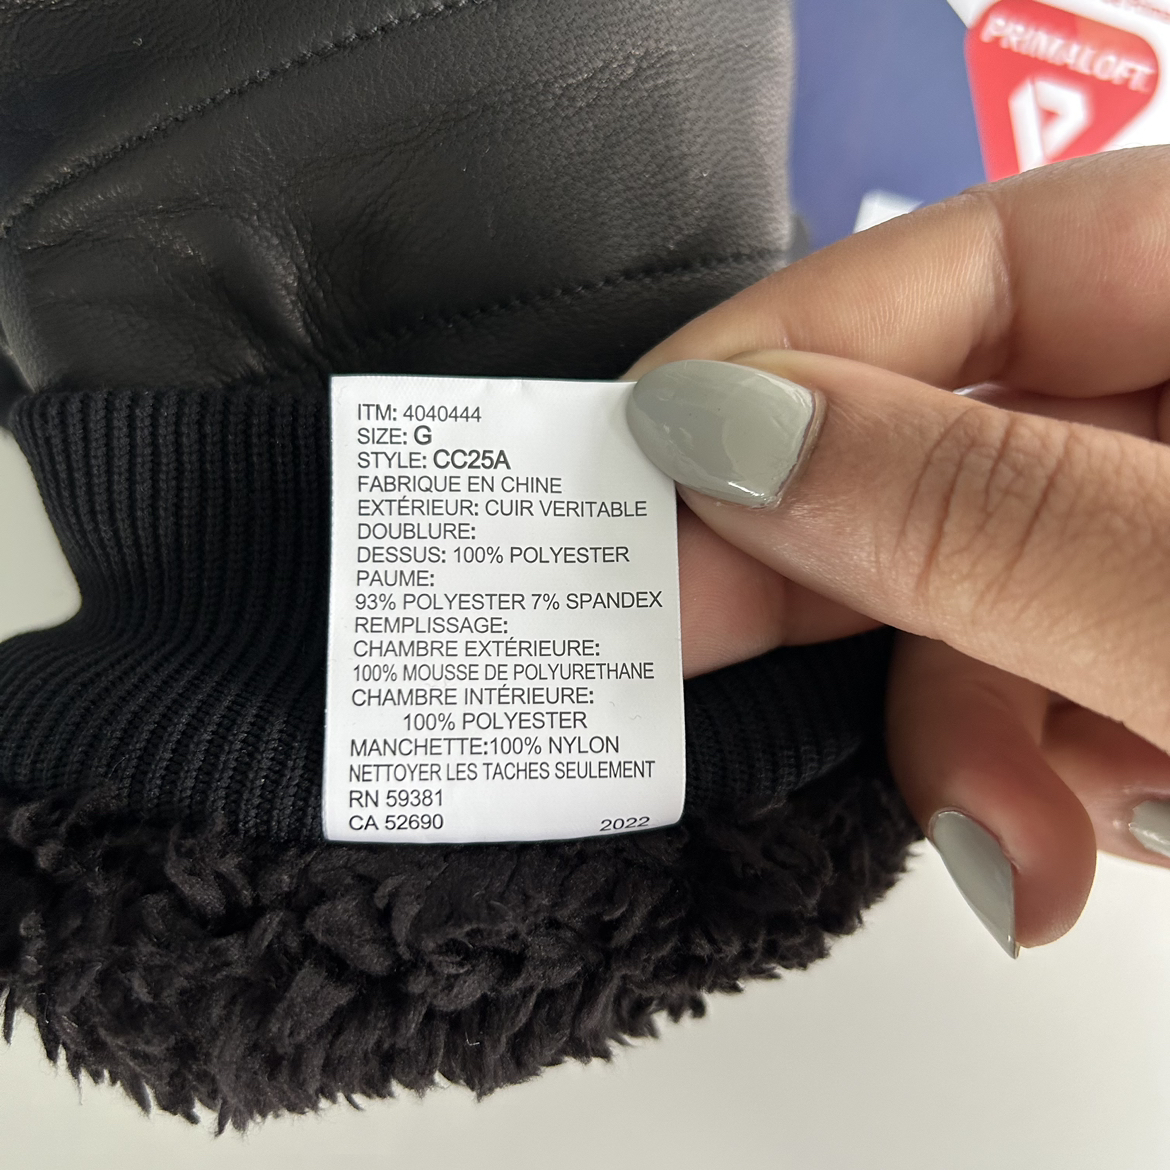 PRIMALOFT
ITM: 4040444
SIZE: G
STYLE: CC25A
FABRIQUE EN CHINE
EXTÉRIEUR: CUIR VERITABLE
DOUBLURE:
DESSUS: 100% POLYESTER
PAUME:
93% POLYESTER 7% SPANDEX
REMPLISSAGE:
CHAMBRE EXTÉRIEURE:
100% MOUSSE DE POLYURETHANE
CHAMBRE INTÉRIEURE:
100% POLYESTER
MANCHETTE:100% NYLON
NETTOYER LES TACHES SEULEMENT
RN 59381
CA 52690 2022